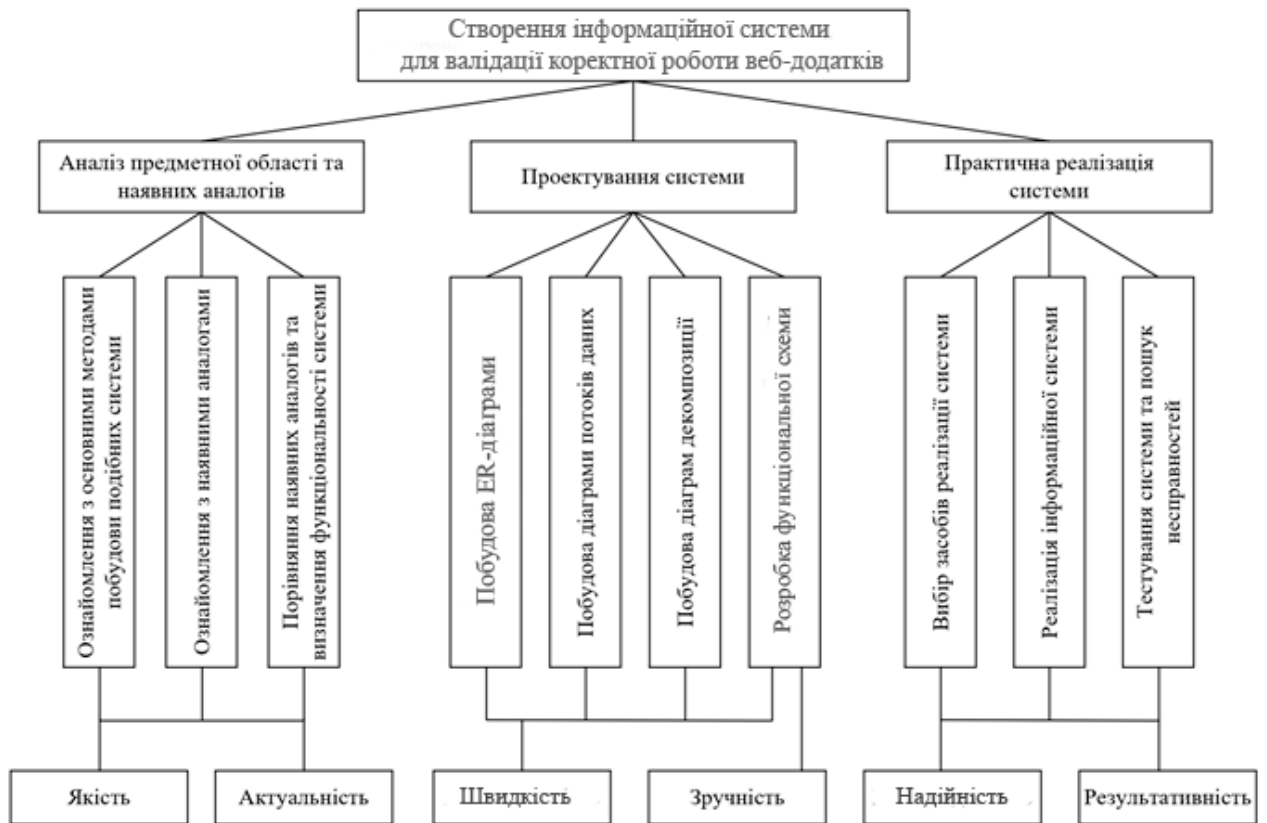 Створення інформаційної системи
для валідації коректної роботи веб-додатків
Аналіз предметної області та
наявних аналогів
Проектування системи
Практична реалізація
системи
Ознайомлення з основними методами
побудови подібних системи
Ознайомлення з наявними аналогами
Порівняння наявних аналогів та
визначення функціональності системи
Побудова ER-діаграми
Побудова діаграми потоків даних
Побудова діаграм декомпозиції
Розробка функціональної схеми
Вибір засобів реалізації системи
Реалізація інформаційної системи
Тестування системи та пошук
несправностей
Якість
Актуальність
Швидкість
Зручність
Надійність
Результативність